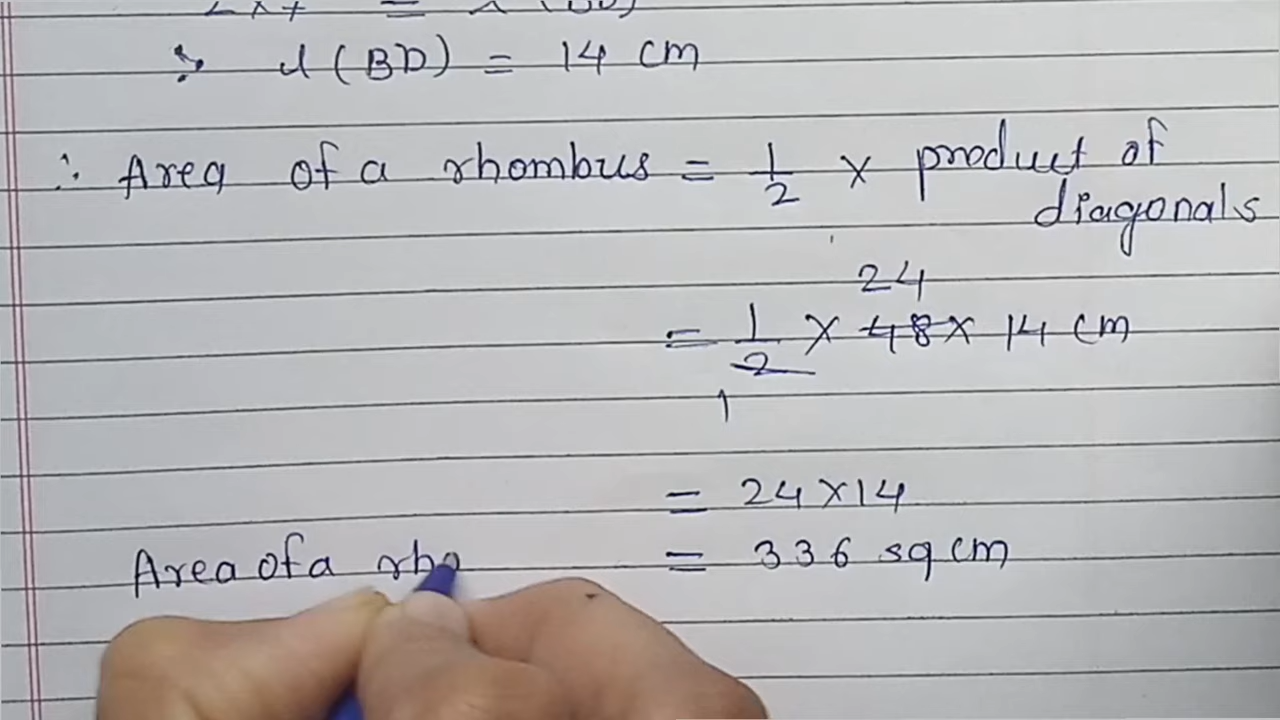 l(BD) = 14 cm
∴ Area of a rhombus = 1/2 × product of
diagonals
24
= 1/2 × 48 × 14 cm
1
= 24×14
Area of a rho = 336 sq cm